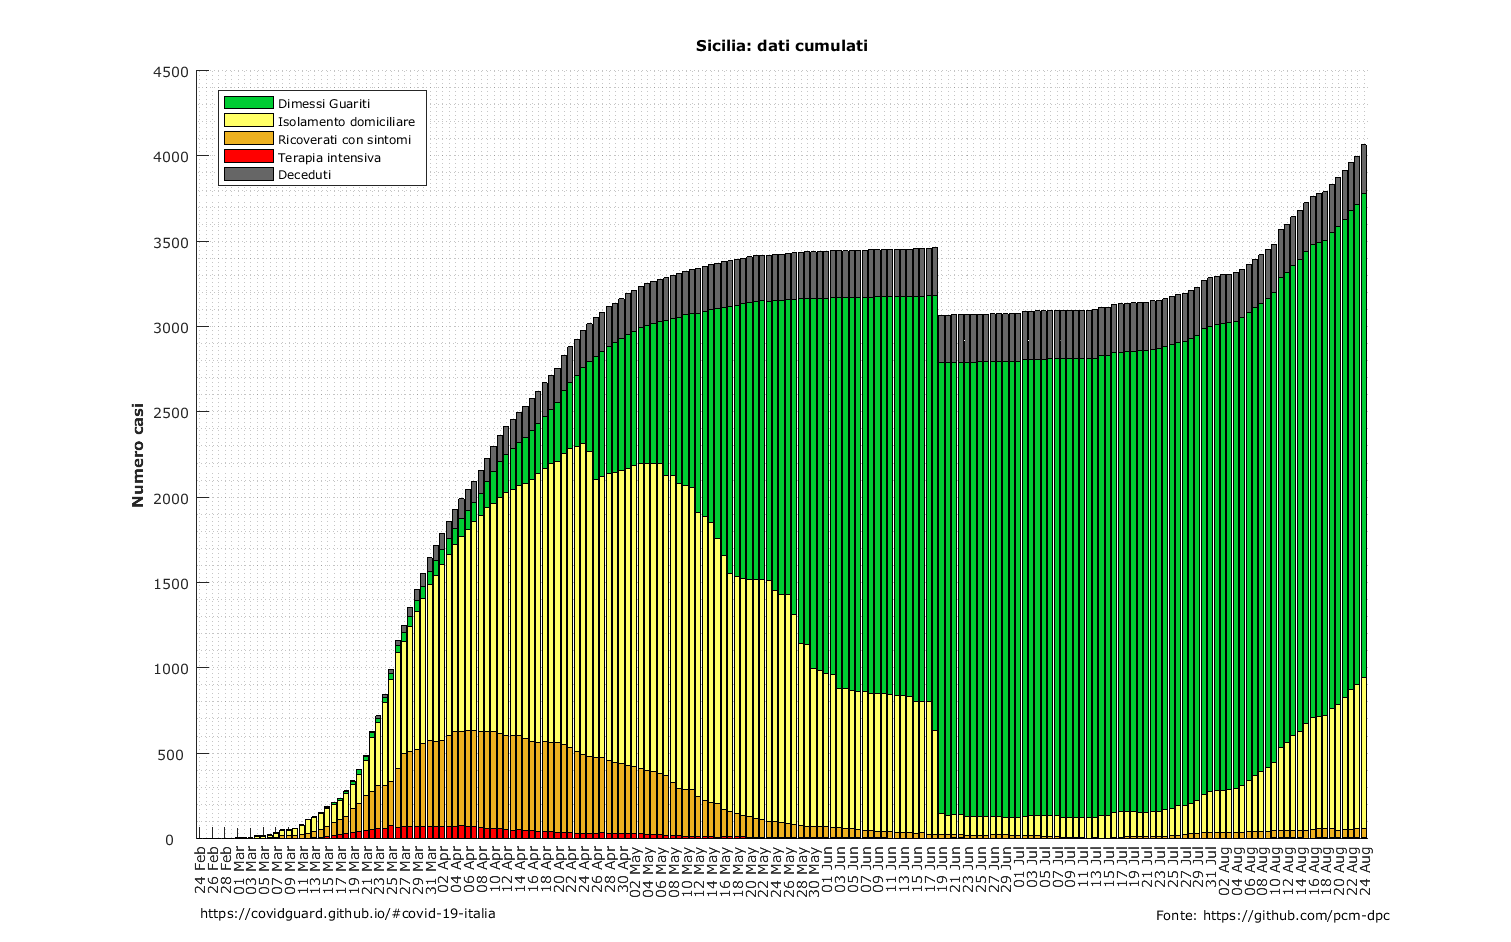 Sicilia: dati cumulati
4500
4000
3500
3000
2500
2000
1500
1000
500
0
Numero casi
Dimessi Guariti
Isolamento domiciliare
Ricoverati con sintomi
Terapia intensiva
Deceduti
24 Feb
26 Feb
28 Feb
01 Mar
03 Mar
05 Mar
07 Mar
09 Mar
11 Mar
13 Mar
15 Mar
17 Mar
19 Mar
21 Mar
23 Mar
25 Mar
27 Mar
29 Mar
31 Mar
02 Apr
04 Apr
06 Apr
08 Apr
10 Apr
12 Apr
14 Apr
16 Apr
18 Apr
20 Apr
22 Apr
24 Apr
26 Apr
28 Apr
30 Apr
02 May
04 May
06 May
08 May
10 May
12 May
14 May
16 May
18 May
20 May
22 May
24 May
26 May
28 May
30 May
01 Jun
03 Jun
05 Jun
07 Jun
09 Jun
11 Jun
13 Jun
15 Jun
17 Jun
19 Jun
21 Jun
23 Jun
25 Jun
27 Jun
29 Jun
01 Jul
03 Jul
05 Jul
07 Jul
09 Jul
11 Jul
13 Jul
15 Jul
17 Jul
19 Jul
21 Jul
23 Jul
25 Jul
27 Jul
29 Jul
31 Jul
02 Aug
04 Aug
06 Aug
08 Aug
10 Aug
12 Aug
14 Aug
16 Aug
18 Aug
20 Aug
22 Aug
24 Aug
https://covidguard.github.io/#covid-19-italia
Fonte: https://github.com/pcm-dpc